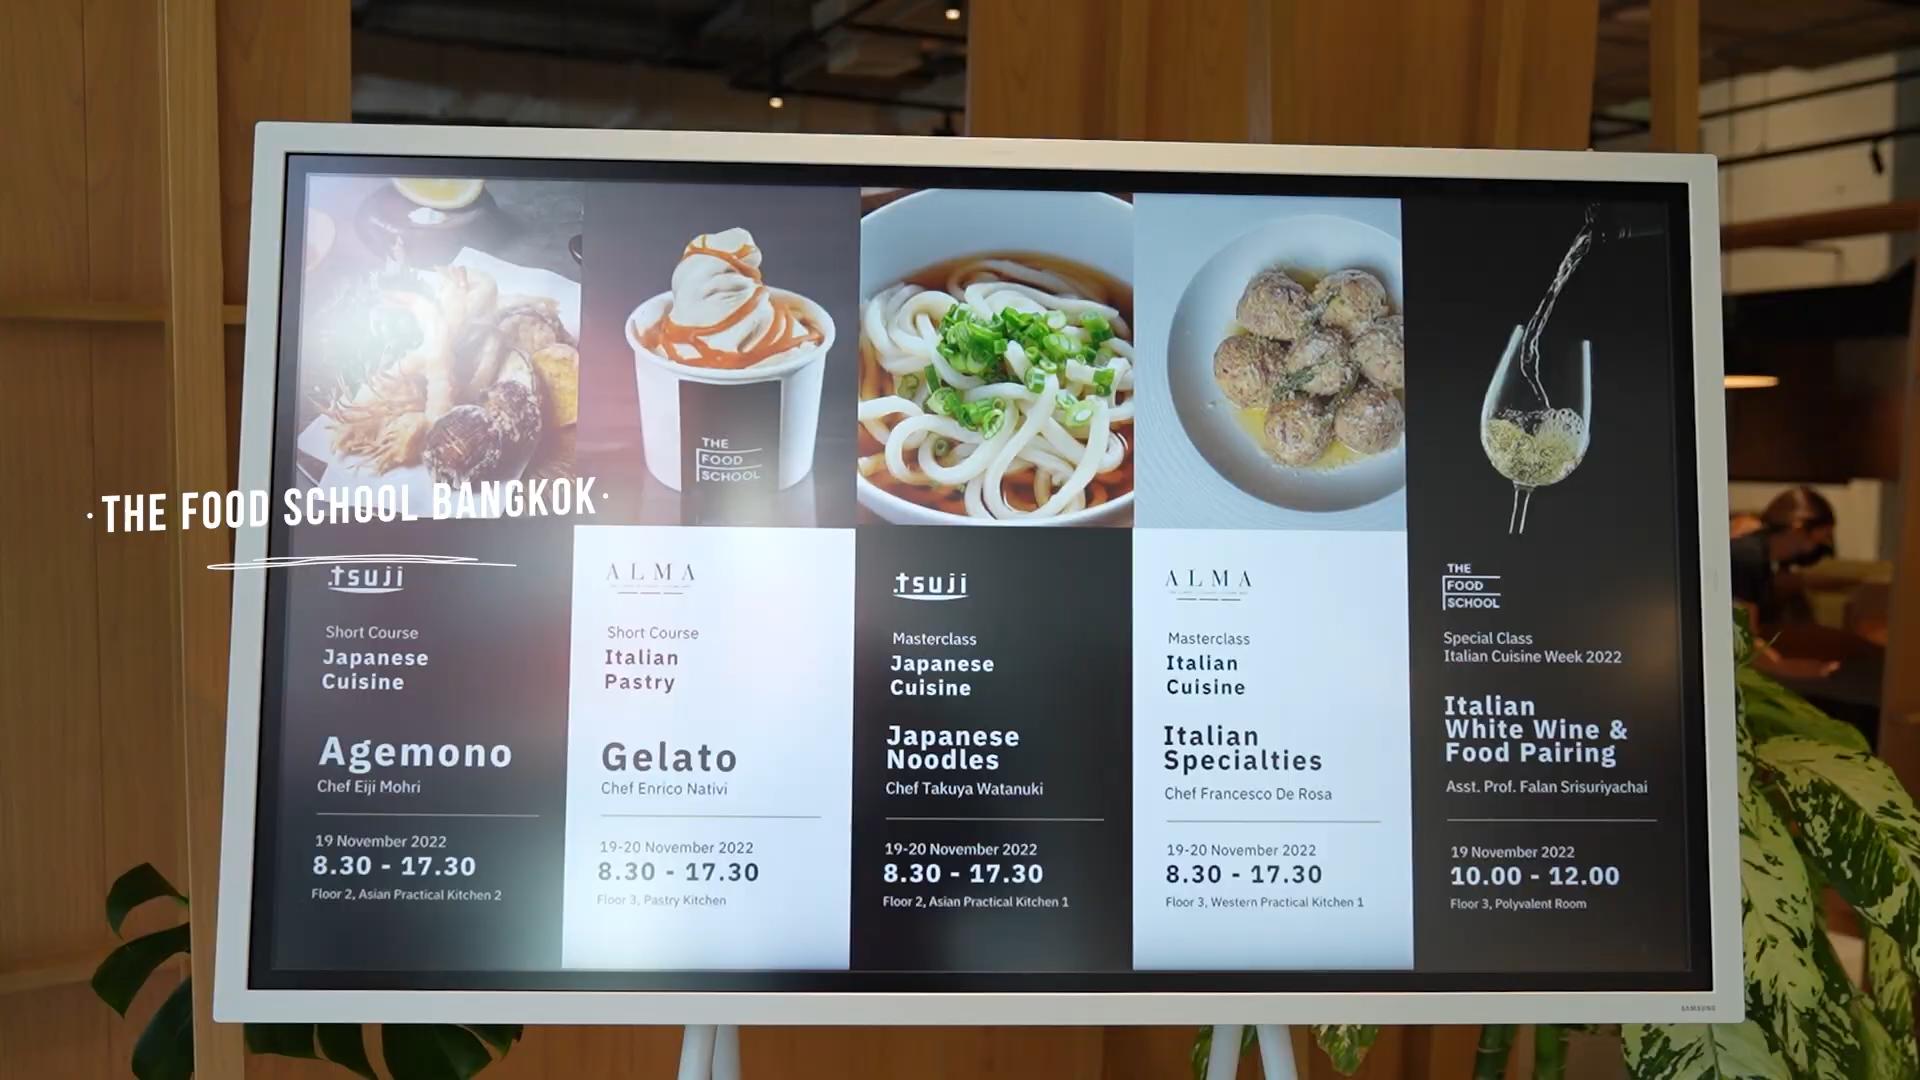 THE
FOOD
SCHOOL
·THE FOOD SCHOOL BANGKOK·
tsuji
Short Course
Japanese
Cuisine
Agemono
Chef Eiji Mohri
19 November 2022
8.30 - 17.30
Floor 2, Asian Practical Kitchen 2
ALMA
Short Course
Italian
Pastry
Gelato
Chef Enrico Nativi
19-20 November 2022
8.30 - 17.30
Floor 3, Pastry Kitchen
tsuji
Masterclass
Japanese
Cuisine
Japanese
Noodles
Chef Takuya Watanuki
19-20 November 2022
8.30 - 17.30
Floor 2, Asian Practical Kitchen 1
ALMA
Masterclass
Italian
Cuisine
Italian
Specialties
Chef Francesco De Rosa
19-20 November 2022
8.30 - 17.30
Floor 3, Western Practical Kitchen 1
THE
FOOD
SCHOOL
Special Class
Italian Cuisine Week 2022
Italian
White Wine &
Food Pairing
Asst. Prof. Falan Srisuriyachai
19 November 2022
10.00 - 12.00
Floor 3, Polyvalent Room
SAMSUNG